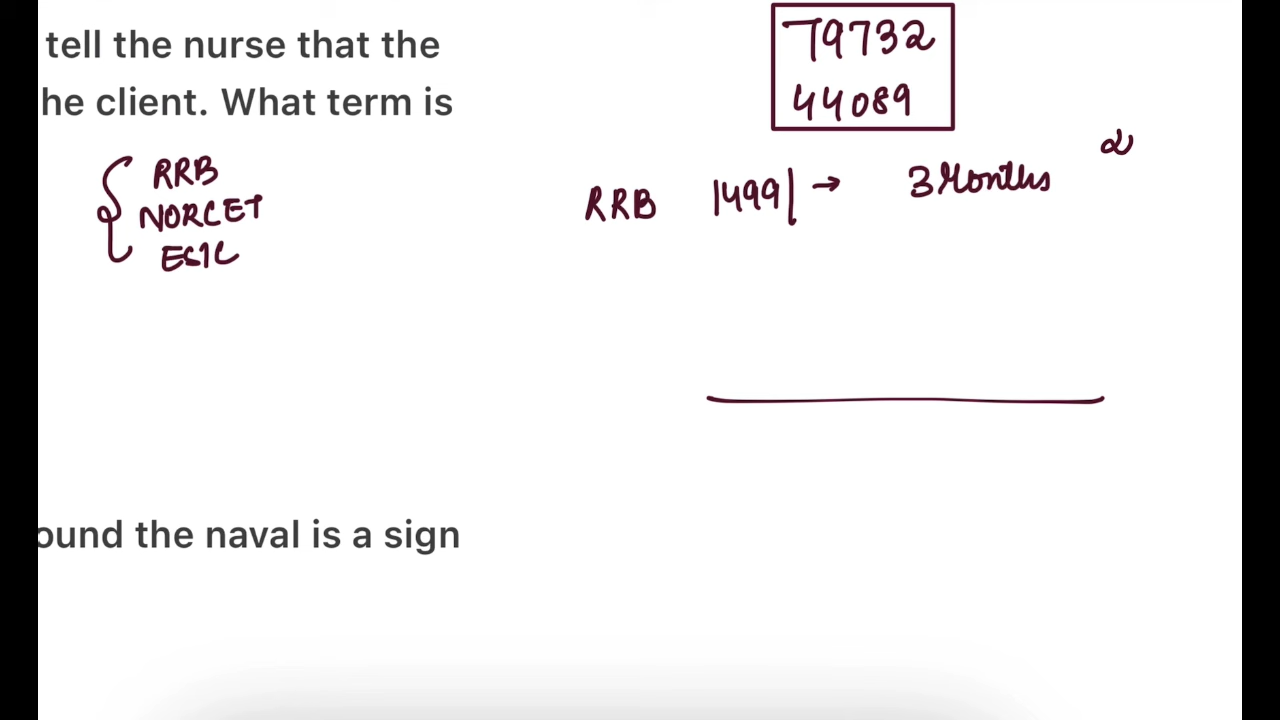 tell the nurse that the
he client. What term is
79732
44089
RRB
NORCET
ESIC
RRB 1499| → 3 Months
ound the naval is a sign